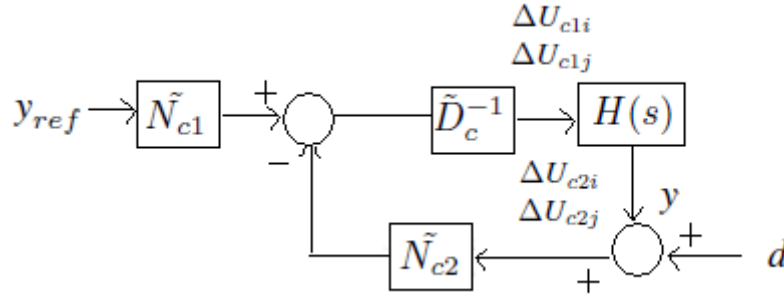 ΔU_{c1i}
ΔU_{c1j}
y_{ref}
Ñ_{c1}
+
−
D̃_c^{-1}
H(s)
ΔU_{c2i}
ΔU_{c2j}
y
Ñ_{c2}
+
+
d